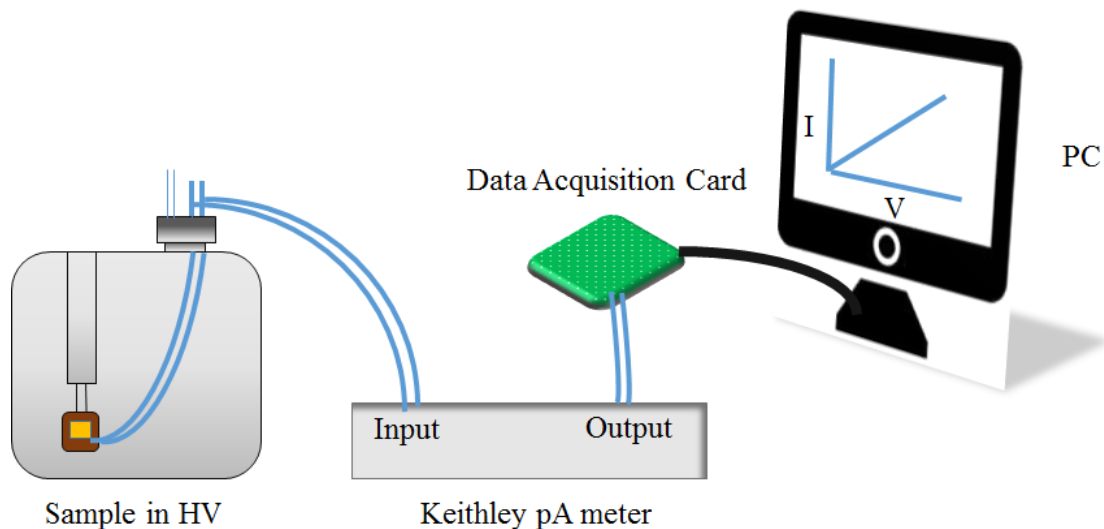 I
V
PC
Data Acquisition Card
Input
Output
Sample in HV
Keithley pA meter